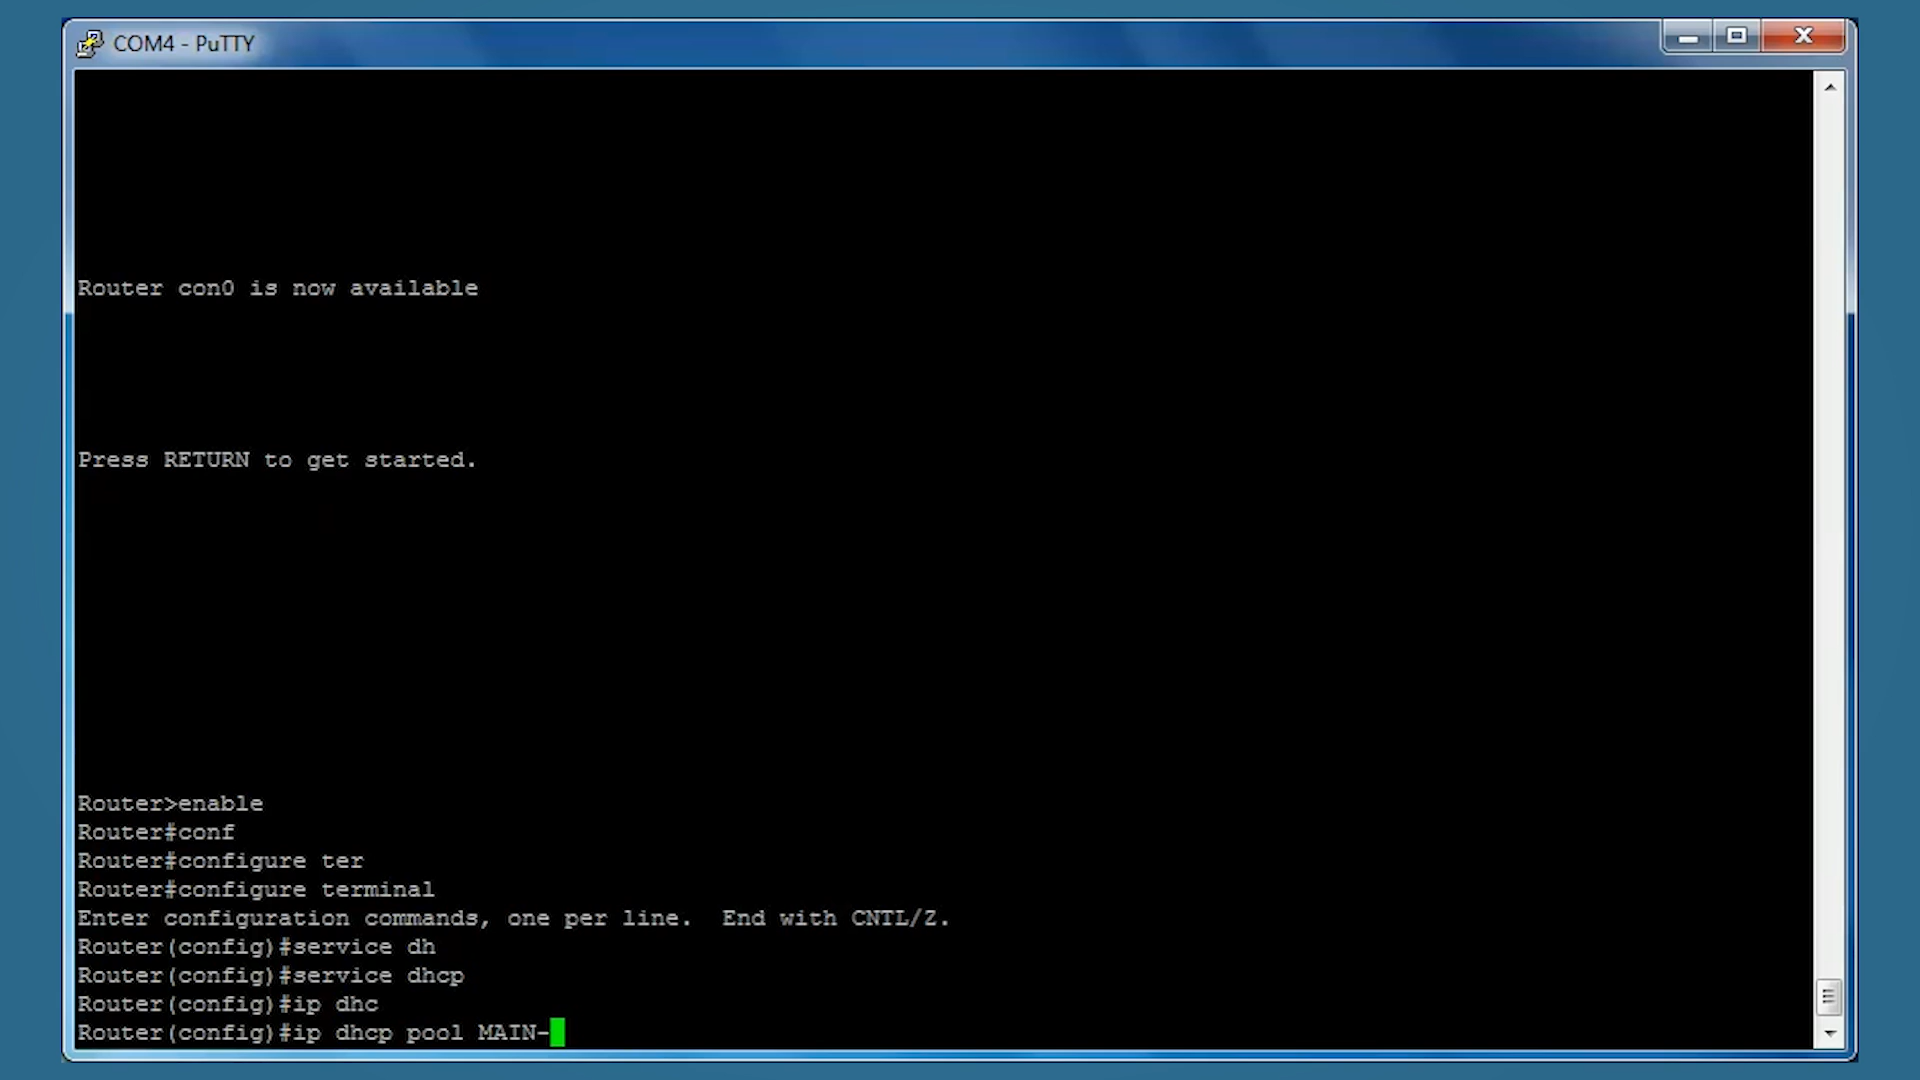 COM4 - PuTTY
Router con0 is now available
Press RETURN to get started.
Router>enable
Router#conf
Router#configure ter
Router#configure terminal
Enter configuration commands, one per line.  End with CNTL/Z.
Router(config)#service dh
Router(config)#service dhcp
Router(config)#ip dhc
Router(config)#ip dhcp pool MAIN-